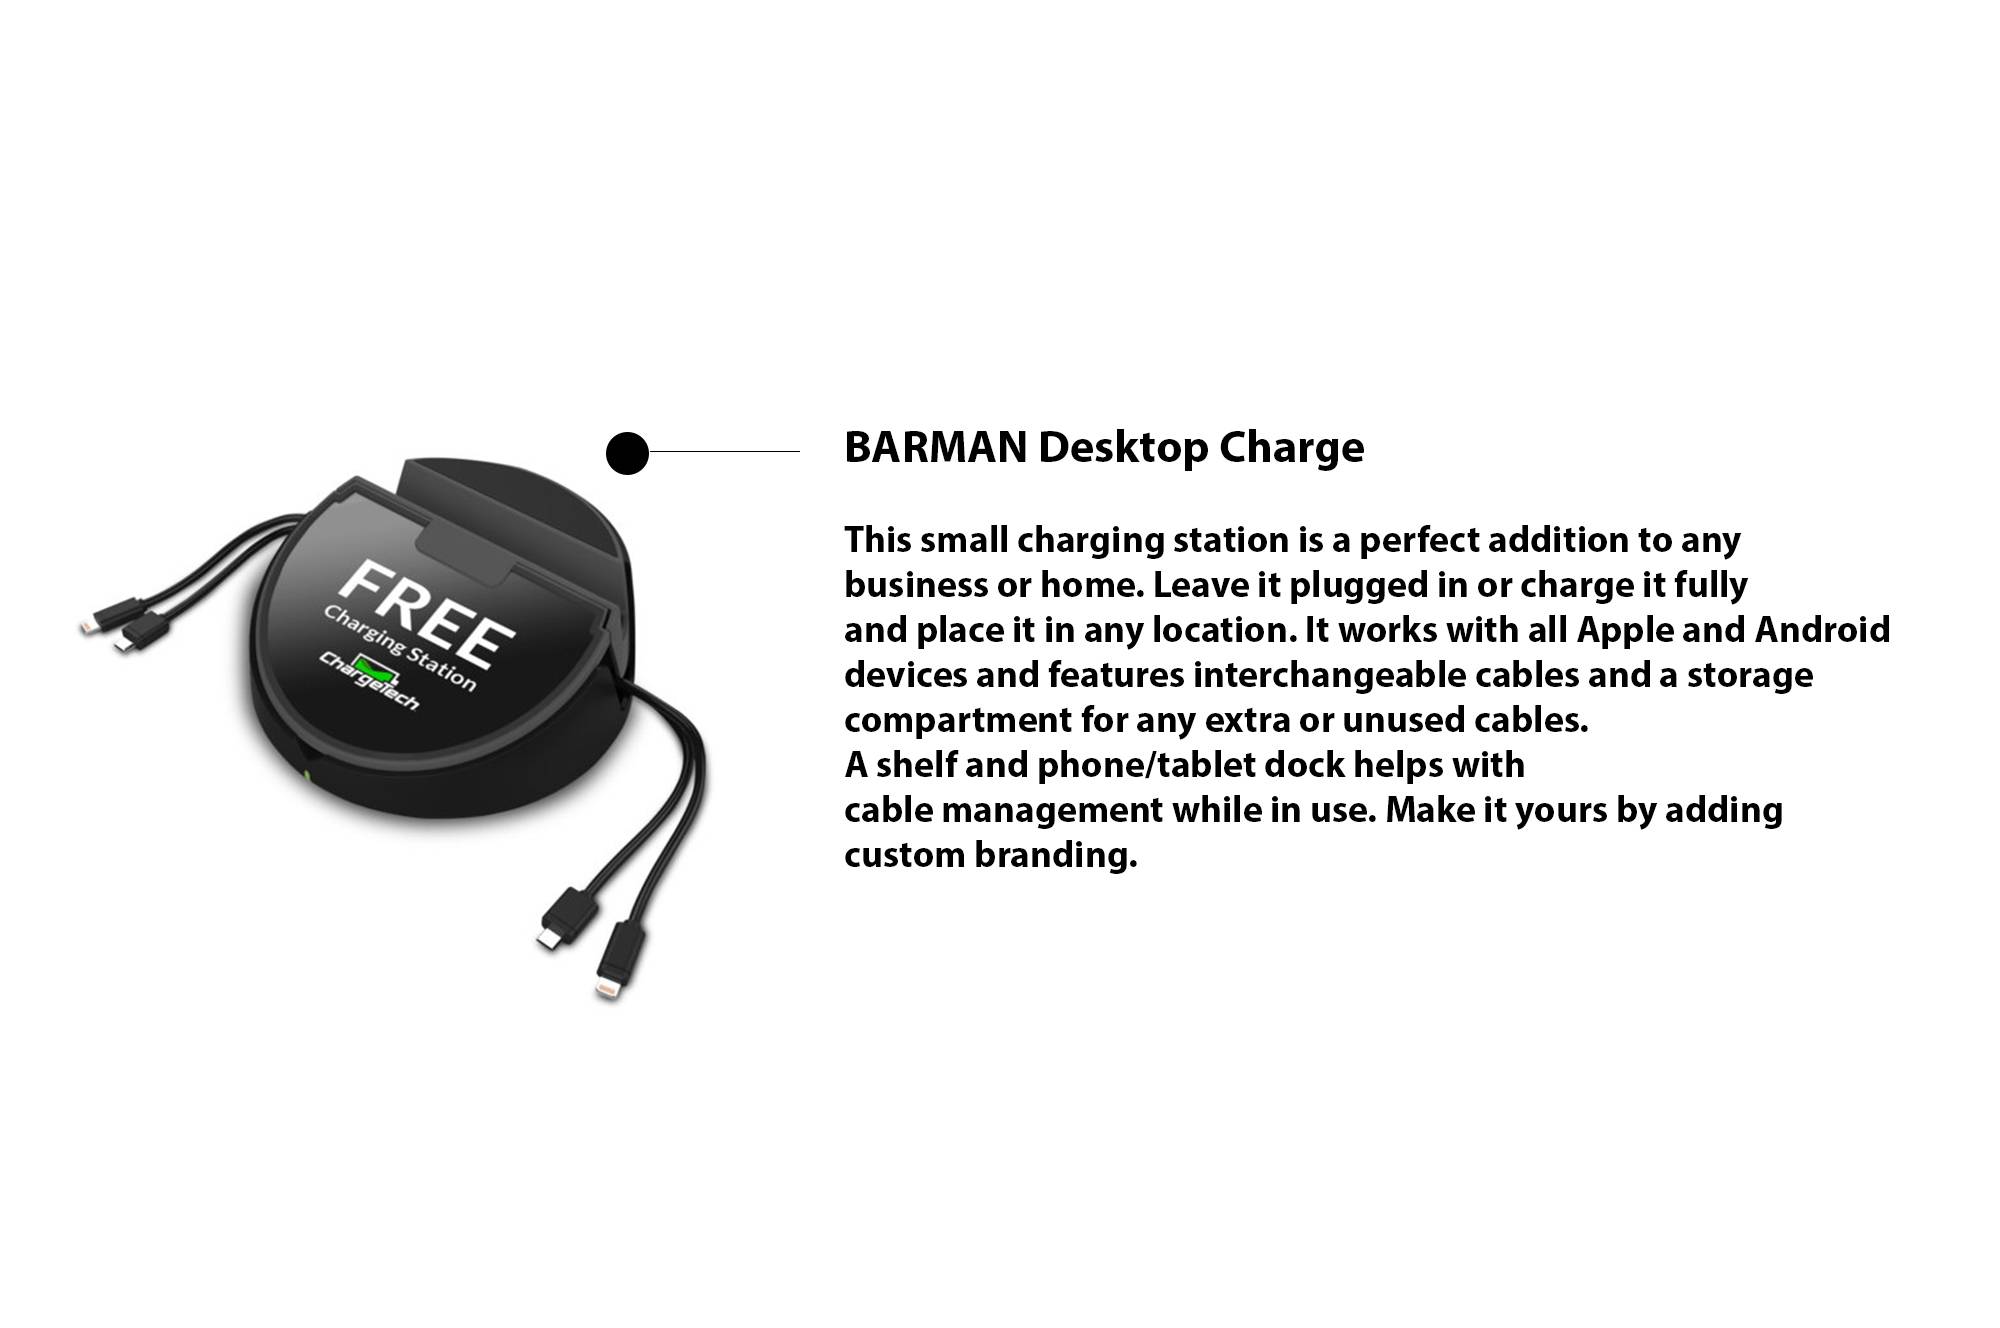 BARMAN Desktop Charge
This small charging station is a perfect addition to any
business or home. Leave it plugged in or charge it fully
and place it in any location. It works with all Apple and Android
devices and features interchangeable cables and a storage
compartment for any extra or unused cables.
A shelf and phone/tablet dock helps with
cable management while in use. Make it yours by adding
custom branding.
FREE
Charging Station
ChargeTech